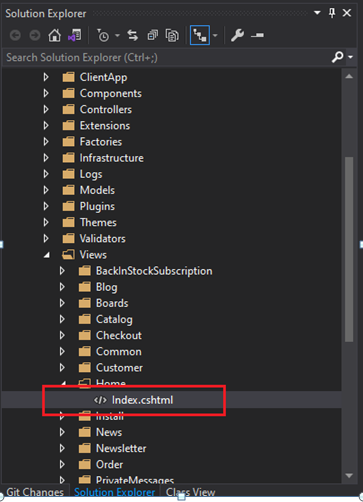 Solution Explorer
Search Solution Explorer (Ctrl+;)
ClientApp
Components
Controllers
Extensions
Factories
Infrastructure
Logs
Models
Plugins
Themes
Validators
Views
BackInStockSubscription
Blog
Boards
Catalog
Checkout
Common
Customer
Home
Index.cshtml
Install
News
Newsletter
Order
PrivateMessages
Git Changes Solution Explorer Class View